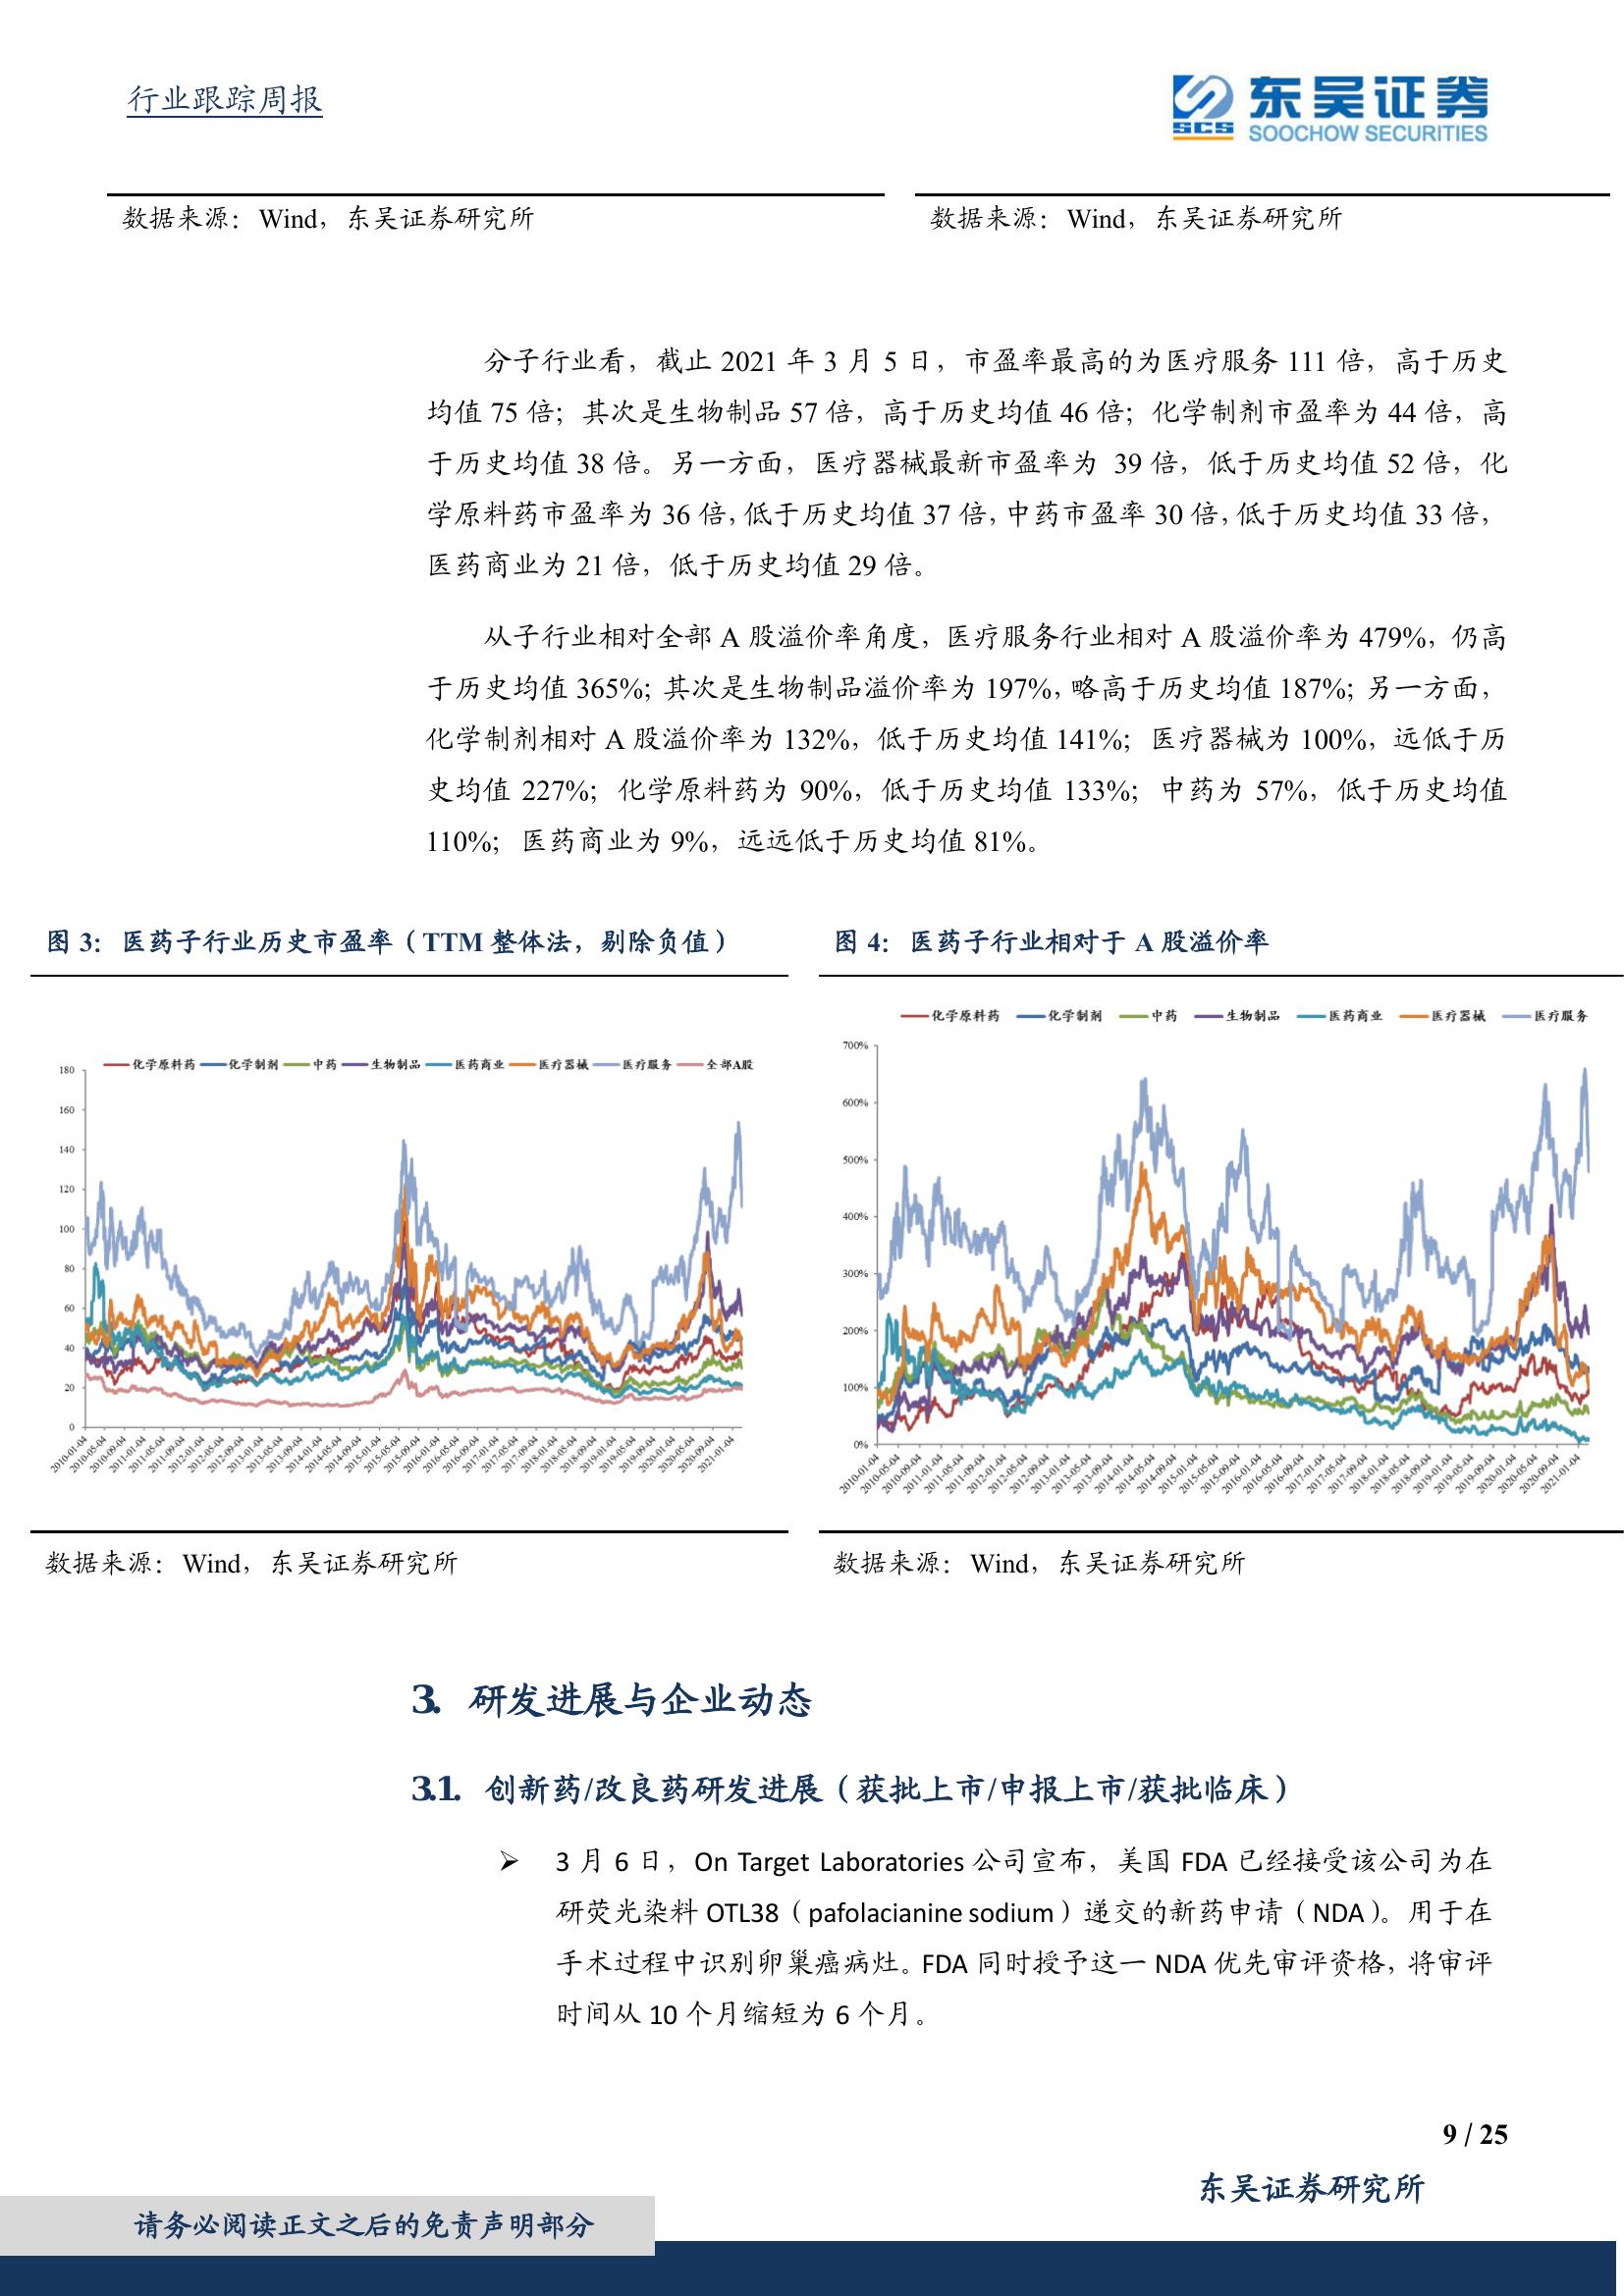 行业跟踪周报
SCS 东吴证券
SOOCHOW SECURITIES
数据来源：Wind，东吴证券研究所
数据来源：Wind，东吴证券研究所
分子行业看，截止 2021 年 3 月 5 日，市盈率最高的为医疗服务 111 倍，高于历史
均值 75 倍；其次是生物制品 57 倍，高于历史均值 46 倍；化学制剂市盈率为 44 倍，高
于历史均值 38 倍。另一方面，医疗器械最新市盈率为 39 倍，低于历史均值 52 倍，化
学原料药市盈率为 36 倍，低于历史均值 37 倍，中药市盈率 30 倍，低于历史均值 33 倍，
医药商业为 21 倍，低于历史均值 29 倍。
从子行业相对全部 A 股溢价率角度，医疗服务行业相对 A 股溢价率为 479%，仍高
于历史均值 365%；其次是生物制品溢价率为 197%，略高于历史均值 187%；另一方面，
化学制剂相对 A 股溢价率为 132%，低于历史均值 141%；医疗器械为 100%，远低于历
史均值 227%；化学原料药为 90%，低于历史均值 133%；中药为 57%，低于历史均值
110%；医药商业为 9%，远远低于历史均值 81%。
图 3：医药子行业历史市盈率（TTM 整体法，剔除负值）
化学原料药 化学制剂 中药 生物制品 医药商业 医疗器械 医疗服务 全部A股
180
160
140
120
100
80
60
40
20
0
2010-01-04 2010-05-04 2010-09-04 2011-01-04 2011-05-04 2011-09-04 2012-01-04 2012-05-04 2012-09-04 2013-01-04 2013-05-04 2013-09-04 2014-01-04 2014-05-04 2014-09-04 2015-01-04 2015-05-04 2015-09-04 2016-01-04 2016-05-04 2016-09-04 2017-01-04 2017-05-04 2017-09-04 2018-01-04 2018-05-04 2018-09-04 2019-01-04 2019-05-04 2019-09-04 2020-01-04 2020-05-04 2020-09-04 2021-01-04
数据来源：Wind，东吴证券研究所
图 4：医药子行业相对于 A 股溢价率
化学原料药 化学制剂 中药 生物制品 医药商业 医疗器械 医疗服务
700%
600%
500%
400%
300%
200%
100%
0%
2010-01-04 2010-05-04 2010-09-04 2011-01-04 2011-05-04 2011-09-04 2012-01-04 2012-05-04 2012-09-04 2013-01-04 2013-05-04 2013-09-04 2014-01-04 2014-05-04 2014-09-04 2015-01-04 2015-05-04 2015-09-04 2016-01-04 2016-05-04 2016-09-04 2017-01-04 2017-05-04 2017-09-04 2018-01-04 2018-05-04 2018-09-04 2019-01-04 2019-05-04 2019-09-04 2020-01-04 2020-05-04 2020-09-04 2021-01-04
数据来源：Wind，东吴证券研究所
3. 研发进展与企业动态
3.1. 创新药/改良药研发进展（获批上市/申报上市/获批临床）
➢ 3 月 6 日，On Target Laboratories 公司宣布，美国 FDA 已经接受该公司为在
研荧光染料 OTL38（pafolacianine sodium）递交的新药申请（NDA）。用于在
手术过程中识别卵巢癌病灶。FDA 同时授予这一 NDA 优先审评资格，将审评
时间从 10 个月缩短为 6 个月。
9 / 25
东吴证券研究所
请务必阅读正文之后的免责声明部分